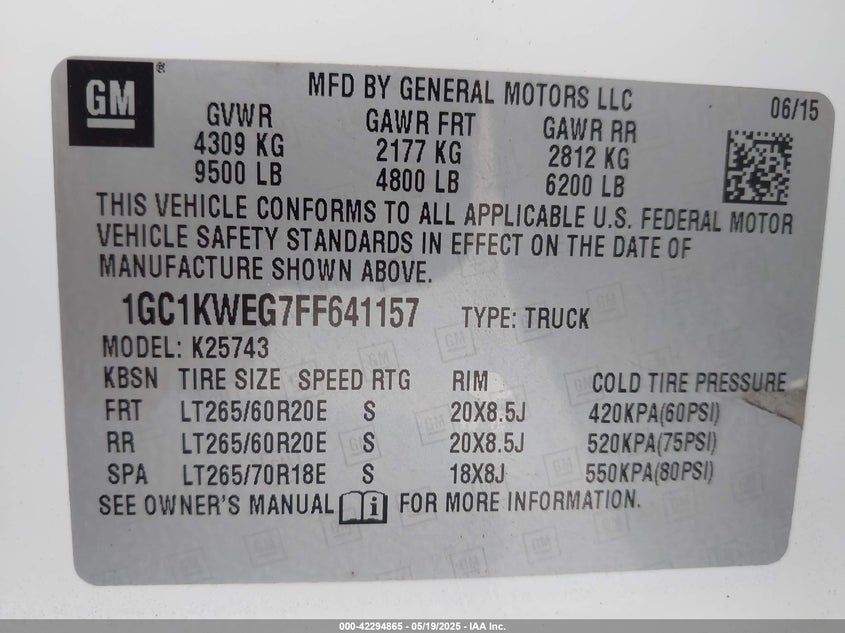 GM ®
MFD BY GENERAL MOTORS LLC 06/15
GVWR GAWR FRT GAWR RR
4309 KG 2177 KG 2812 KG
9500 LB 4800 LB 6200 LB
THIS VEHICLE CONFORMS TO ALL APPLICABLE U.S. FEDERAL MOTOR
VEHICLE SAFETY STANDARDS IN EFFECT ON THE DATE OF
MANUFACTURE SHOWN ABOVE.
1GC1KWEG7FF641157 TYPE: TRUCK
MODEL: K25743
KBSN TIRE SIZE SPEED RTG RIM COLD TIRE PRESSURE
FRT LT265/60R20E S 20X8.5J 420KPA(60PSI)
RR LT265/60R20E S 20X8.5J 520KPA(75PSI)
SPA LT265/70R18E S 18X8J 550KPA(80PSI)
SEE OWNER'S MANUAL i FOR MORE INFORMATION.
000-42294865 - 05/19/2025 - IAA Inc.